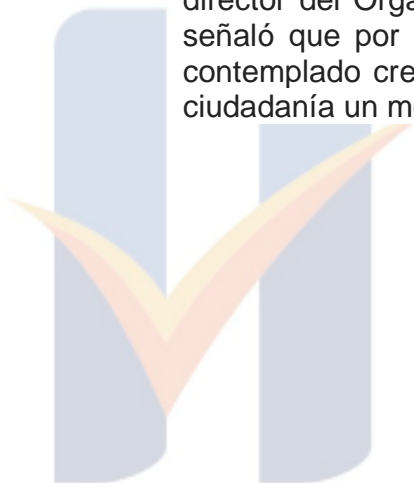 director del Orga
señaló que por
contemplado cre
ciudadanía un m